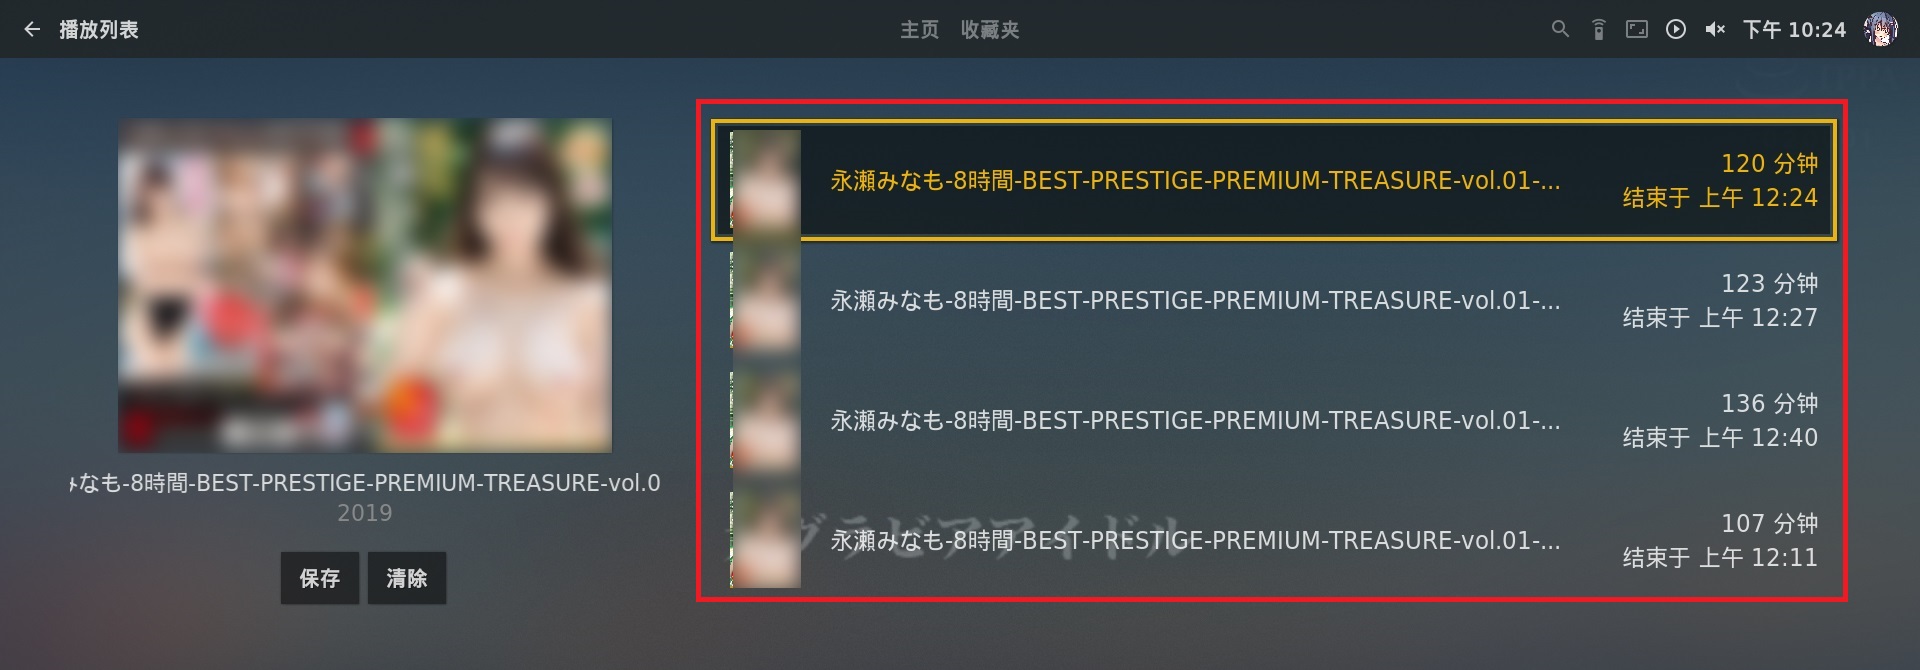 播放列表
主页 收藏夹
下午 10:24
みなも-8時間-BEST-PRESTIGE-PREMIUM-TREASURE-vol.0
2019
保存 清除
永瀬みなも-8時間-BEST-PRESTIGE-PREMIUM-TREASURE-vol.01-...
120 分钟
结束于 上午 12:24
永瀬みなも-8時間-BEST-PRESTIGE-PREMIUM-TREASURE-vol.01-...
123 分钟
结束于 上午 12:27
永瀬みなも-8時間-BEST-PRESTIGE-PREMIUM-TREASURE-vol.01-...
136 分钟
结束于 上午 12:40
グラビアアイドル
永瀬みなも-8時間-BEST-PRESTIGE-PREMIUM-TREASURE-vol.01-...
107 分钟
结束于 上午 12:11